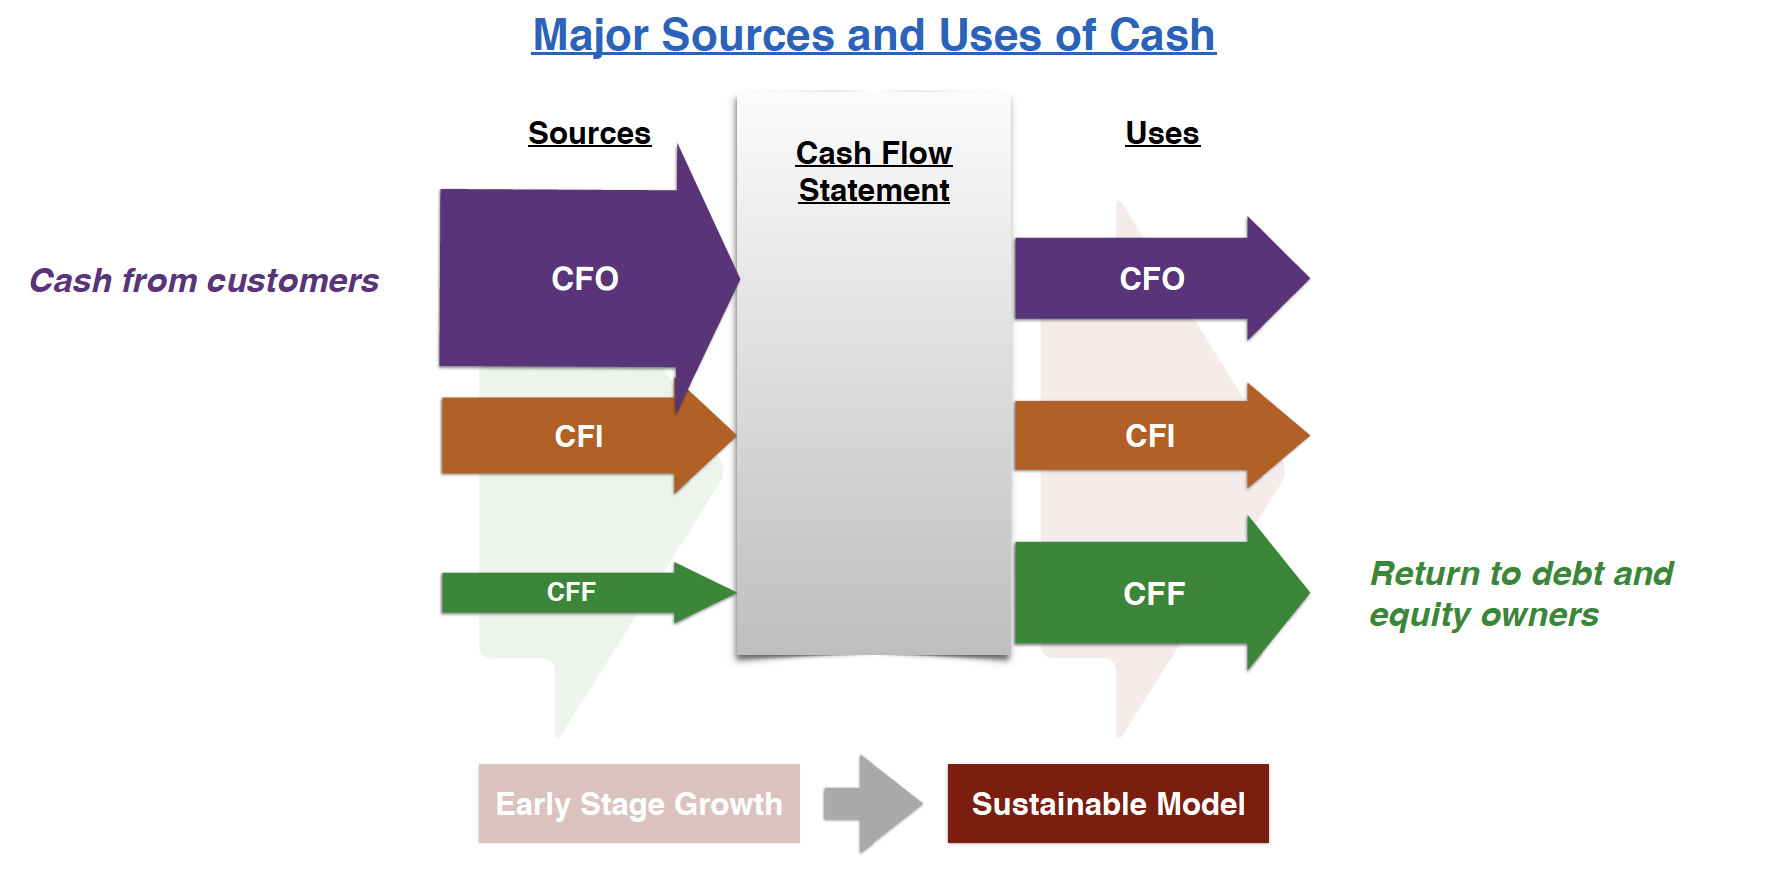 Major Sources and Uses of Cash
Sources
Cash Flow
Statement
Uses
Cash from customers
CFO
CFO
CFI
CFI
CFF
CFF
Return to debt and
equity owners
Early Stage Growth
Sustainable Model